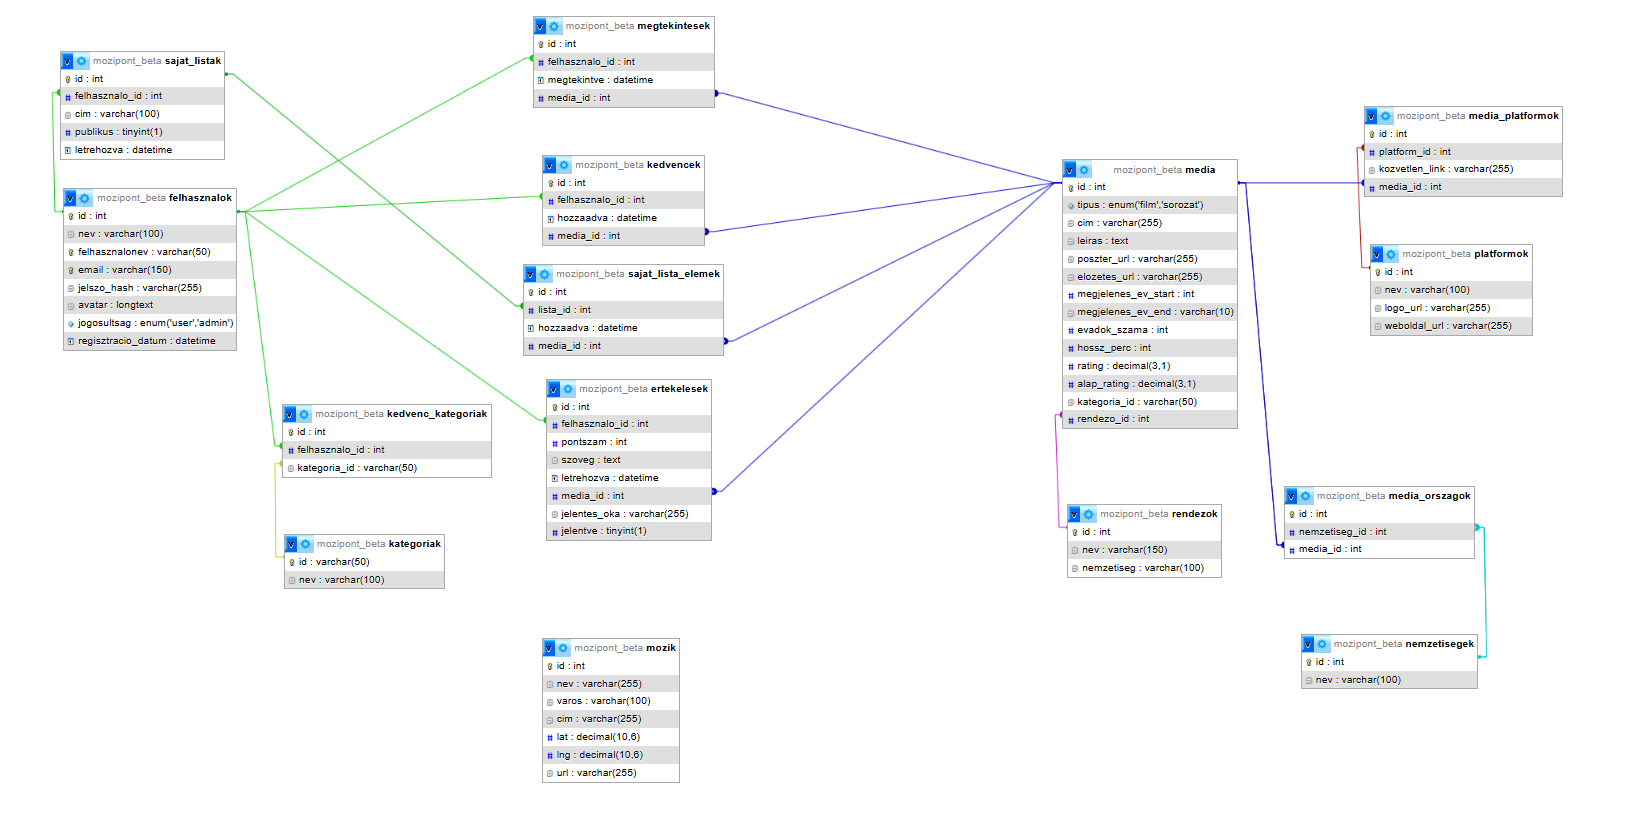 mozipont_beta sajat_listak
id : int
felhasznalo_id : int
cim : varchar(100)
publikus : tinyint(1)
letrehozva : datetime
mozipont_beta felhasznalok
id : int
nev : varchar(100)
felhasznalonev : varchar(50)
email : varchar(150)
jelszo_hash : varchar(255)
avatar : longtext
jogosultsag : enum('user','admin')
regisztracio_datum : datetime
mozipont_beta kedvenc_kategoriak
id : int
felhasznalo_id : int
kategoria_id : varchar(50)
mozipont_beta kategoriak
id : varchar(50)
nev : varchar(100)
mozipont_beta megtekintesek
id : int
felhasznalo_id : int
megtekintve : datetime
media_id : int
mozipont_beta kedvencek
id : int
felhasznalo_id : int
hozzaadva : datetime
media_id : int
mozipont_beta sajat_lista_elemek
id : int
lista_id : int
hozzaadva : datetime
media_id : int
mozipont_beta ertekelesek
id : int
felhasznalo_id : int
pontszam : int
szoveg : text
letrehozva : datetime
media_id : int
jelentes_oka : varchar(255)
jelentve : tinyint(1)
mozipont_beta mozik
id : int
nev : varchar(255)
varos : varchar(100)
cim : varchar(255)
lat : decimal(10,6)
lng : decimal(10,6)
url : varchar(255)
mozipont_beta media
id : int
tipus : enum('film','sorozat')
cim : varchar(255)
leiras : text
poszter_url : varchar(255)
elozetes_url : varchar(255)
megjelenes_ev_start : int
megjelenes_ev_end : varchar(10)
evadok_szama : int
hossz_perc : int
rating : decimal(3,1)
alap_rating : decimal(3,1)
kategoria_id : varchar(50)
rendezo_id : int
mozipont_beta rendezok
id : int
nev : varchar(150)
nemzetiseg : varchar(100)
mozipont_beta media_platformok
id : int
platform_id : int
kozvetlen_link : varchar(255)
media_id : int
mozipont_beta platformok
id : int
nev : varchar(100)
logo_url : varchar(255)
weboldal_url : varchar(255)
mozipont_beta media_orszagok
id : int
nemzetiseg_id : int
media_id : int
mozipont_beta nemzetisegek
id : int
nev : varchar(100)